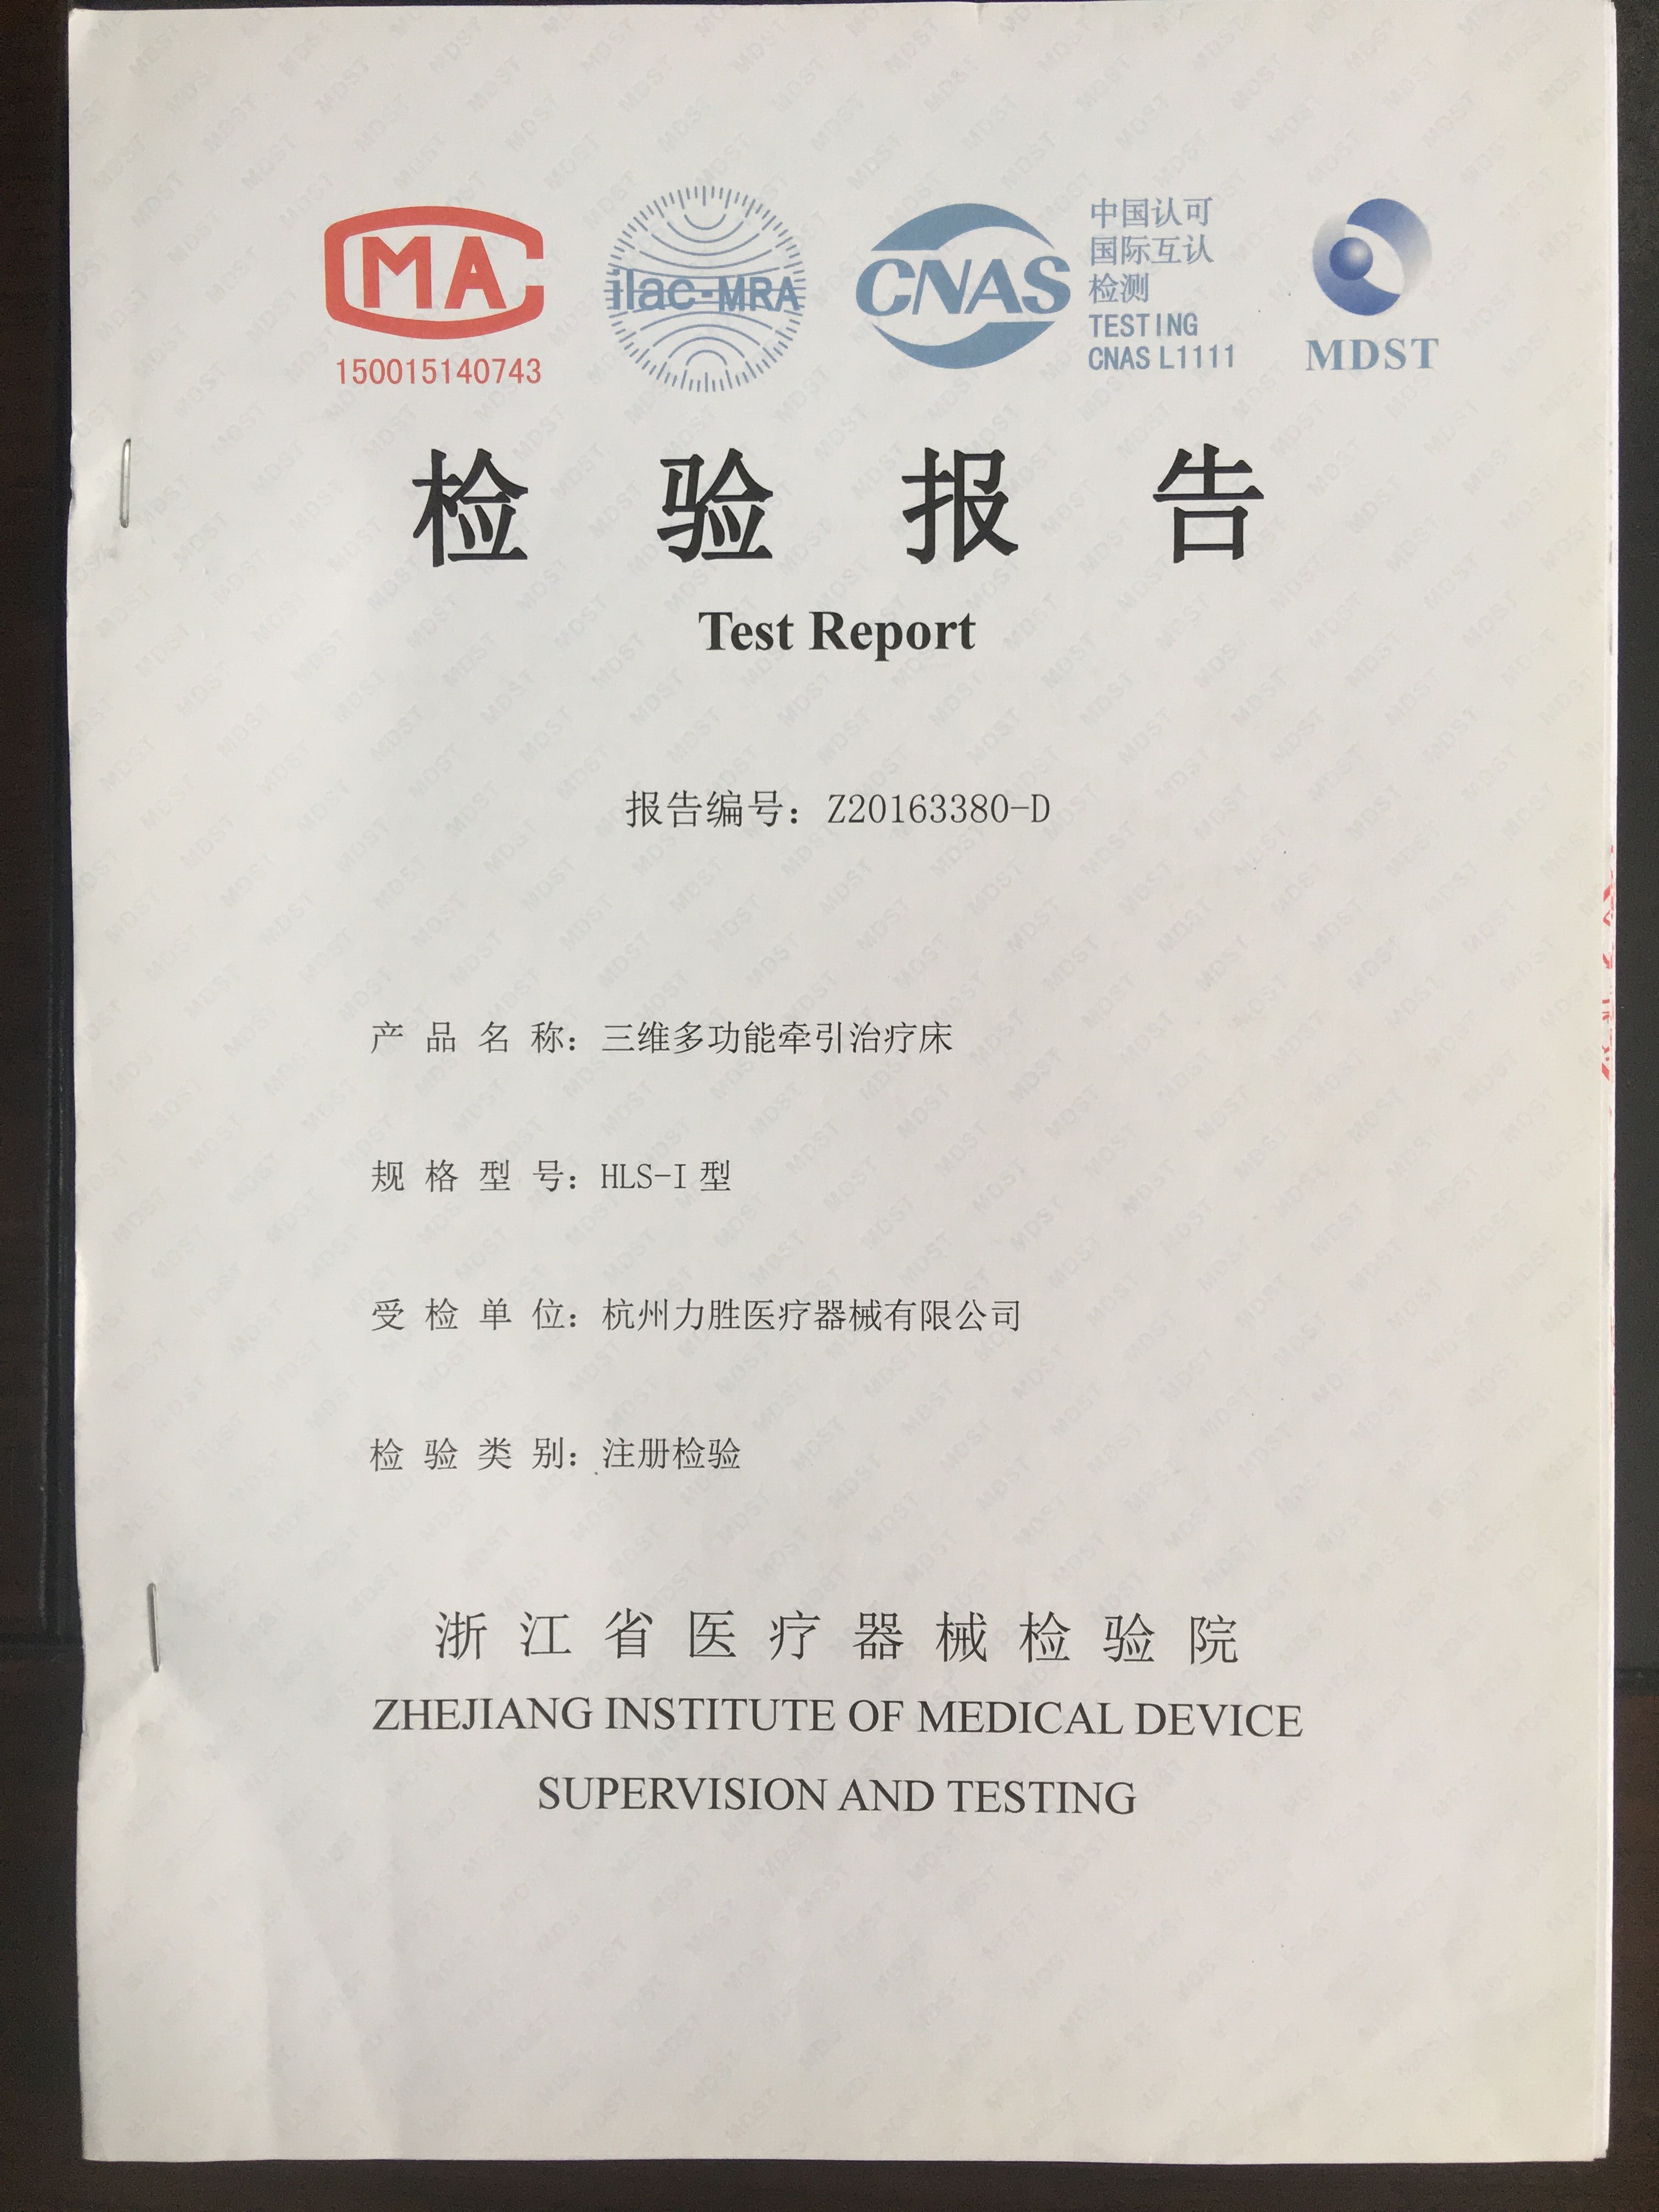 MA
150015140743
ilac-MRA
CNAS
中国认可
国际互认
检测
TESTING
CNAS L1111
MDST
检验报告
Test Report
报告编号：Z20163380-D
产品名称：三维多功能牵引治疗床
规格型号：HLS-I 型
受检单位：杭州力胜医疗器械有限公司
检验类别：注册检验
浙江省医疗器械检验院
ZHEJIANG INSTITUTE OF MEDICAL DEVICE
SUPERVISION AND TESTING